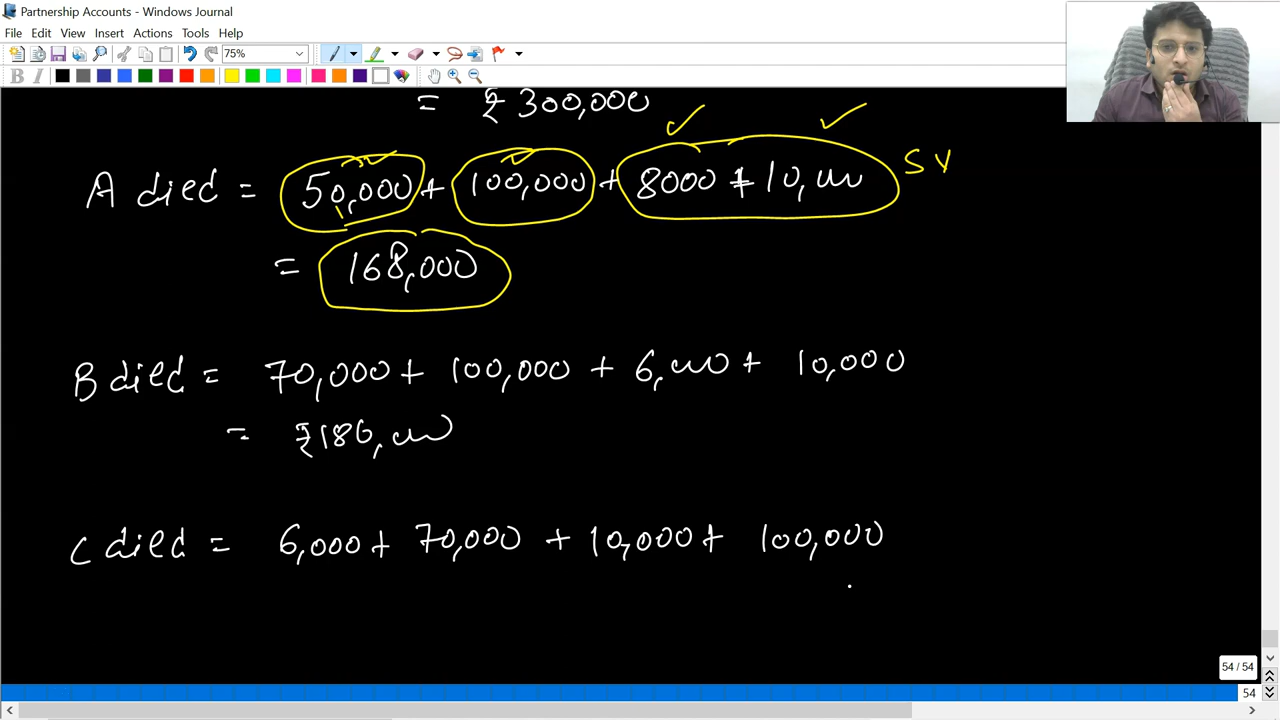 Partnership Accounts - Windows Journal
File Edit View Insert Actions Tools Help
75%
B I
= ₹ 300,000
A died = 50,000 + 100,000 + 8000 + 10,000 SV
= 168,000
B died = 70,000 + 100,000 + 6,000 + 10,000
= ₹186,000
C died = 6,000 + 70,000 + 10,000 + 100,000
54 / 54
54